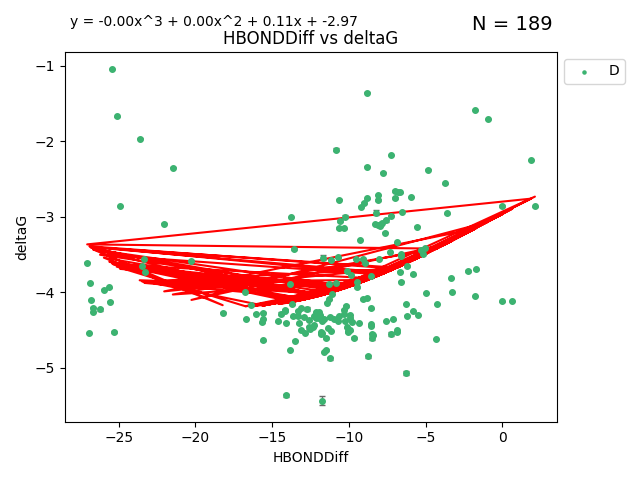 y = -0.00x^3 + 0.00x^2 + 0.11x + -2.97
N = 189
HBONDDiff vs deltaG
D
deltaG
−1
−2
−3
−4
−5
−25
−20
−15
−10
−5
0
HBONDDiff